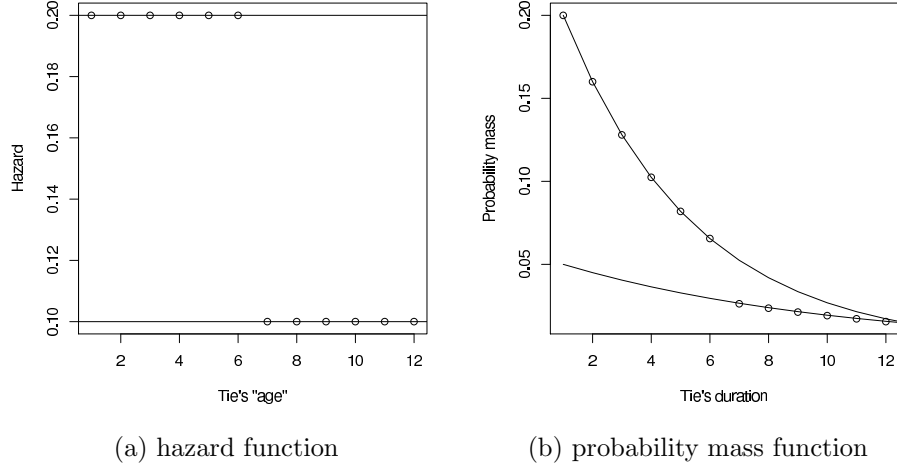 0.20
0.18
0.16
0.14
0.12
0.10
Hazard
2 4 6 8 10 12
Tie's "age"
(a) hazard function
0.20
0.15
0.10
0.05
Probability mass
2 4 6 8 10 12
Tie's duration
(b) probability mass function